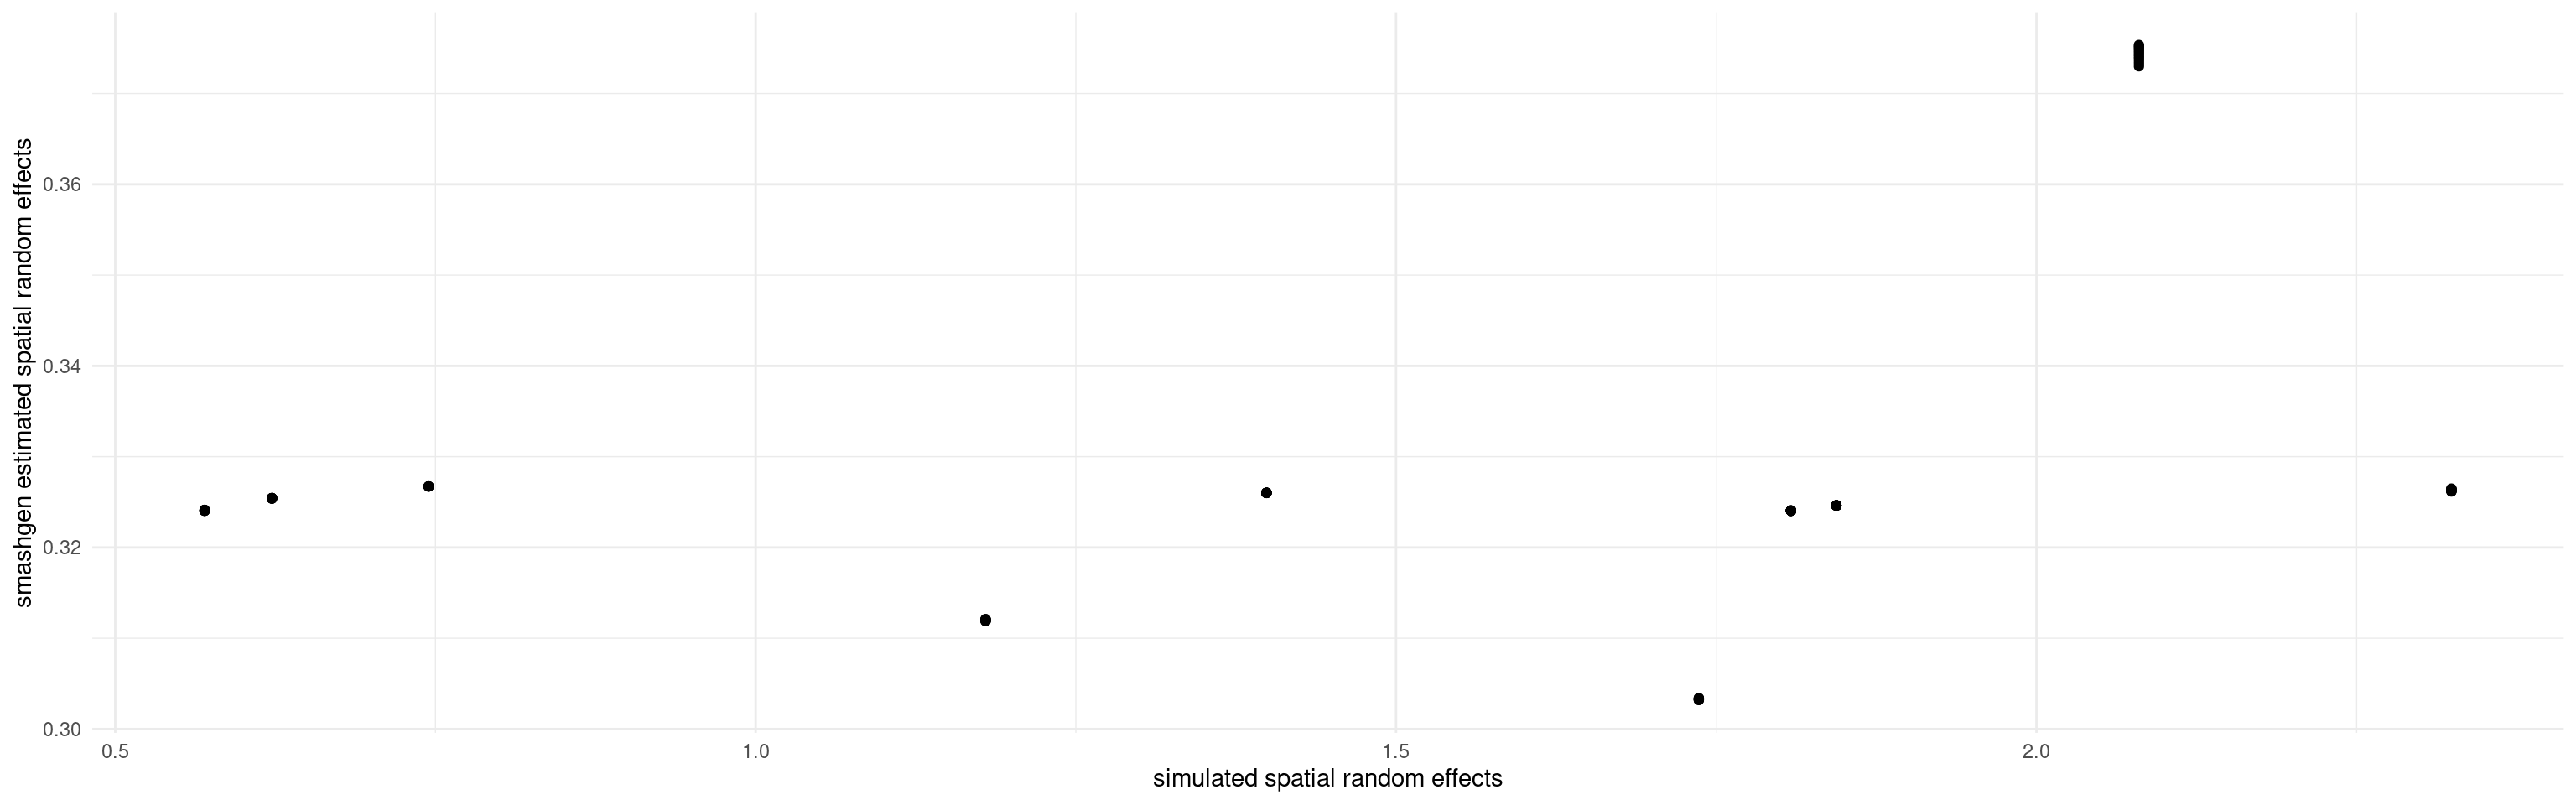 smashgen estimated spatial random effects
0.36
0.34
0.32
0.30
0.5 1.0 1.5 2.0
simulated spatial random effects